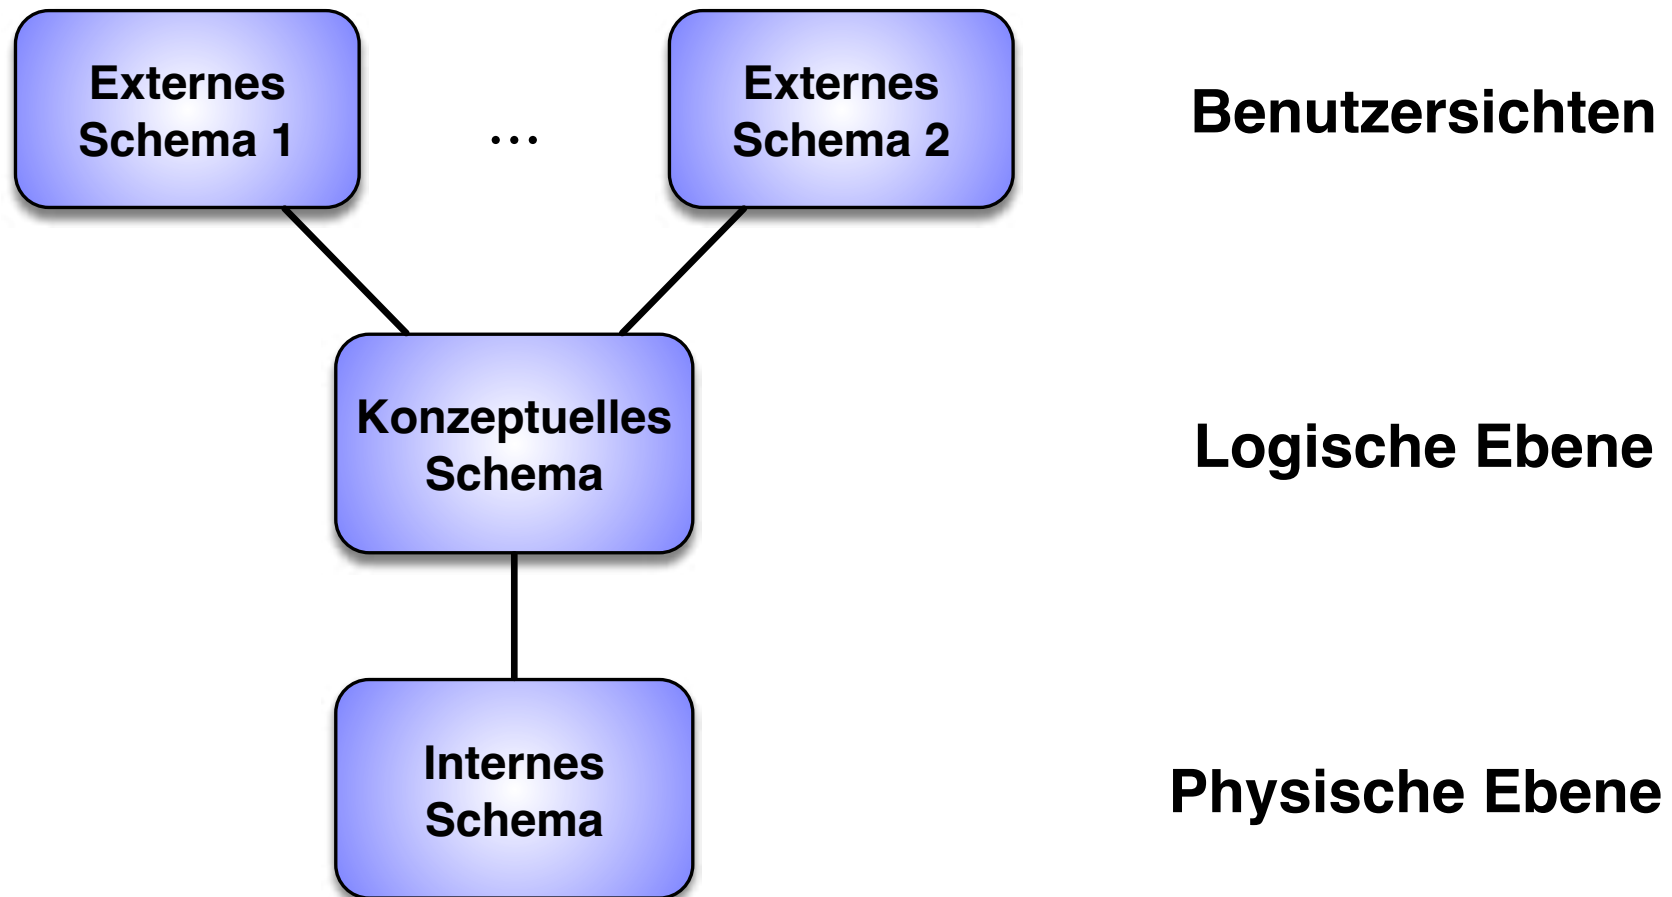 Externes
Schema 1
...
Externes
Schema 2
Benutzersichten
Konzeptuelles
Schema
Logische Ebene
Internes
Schema
Physische Ebene